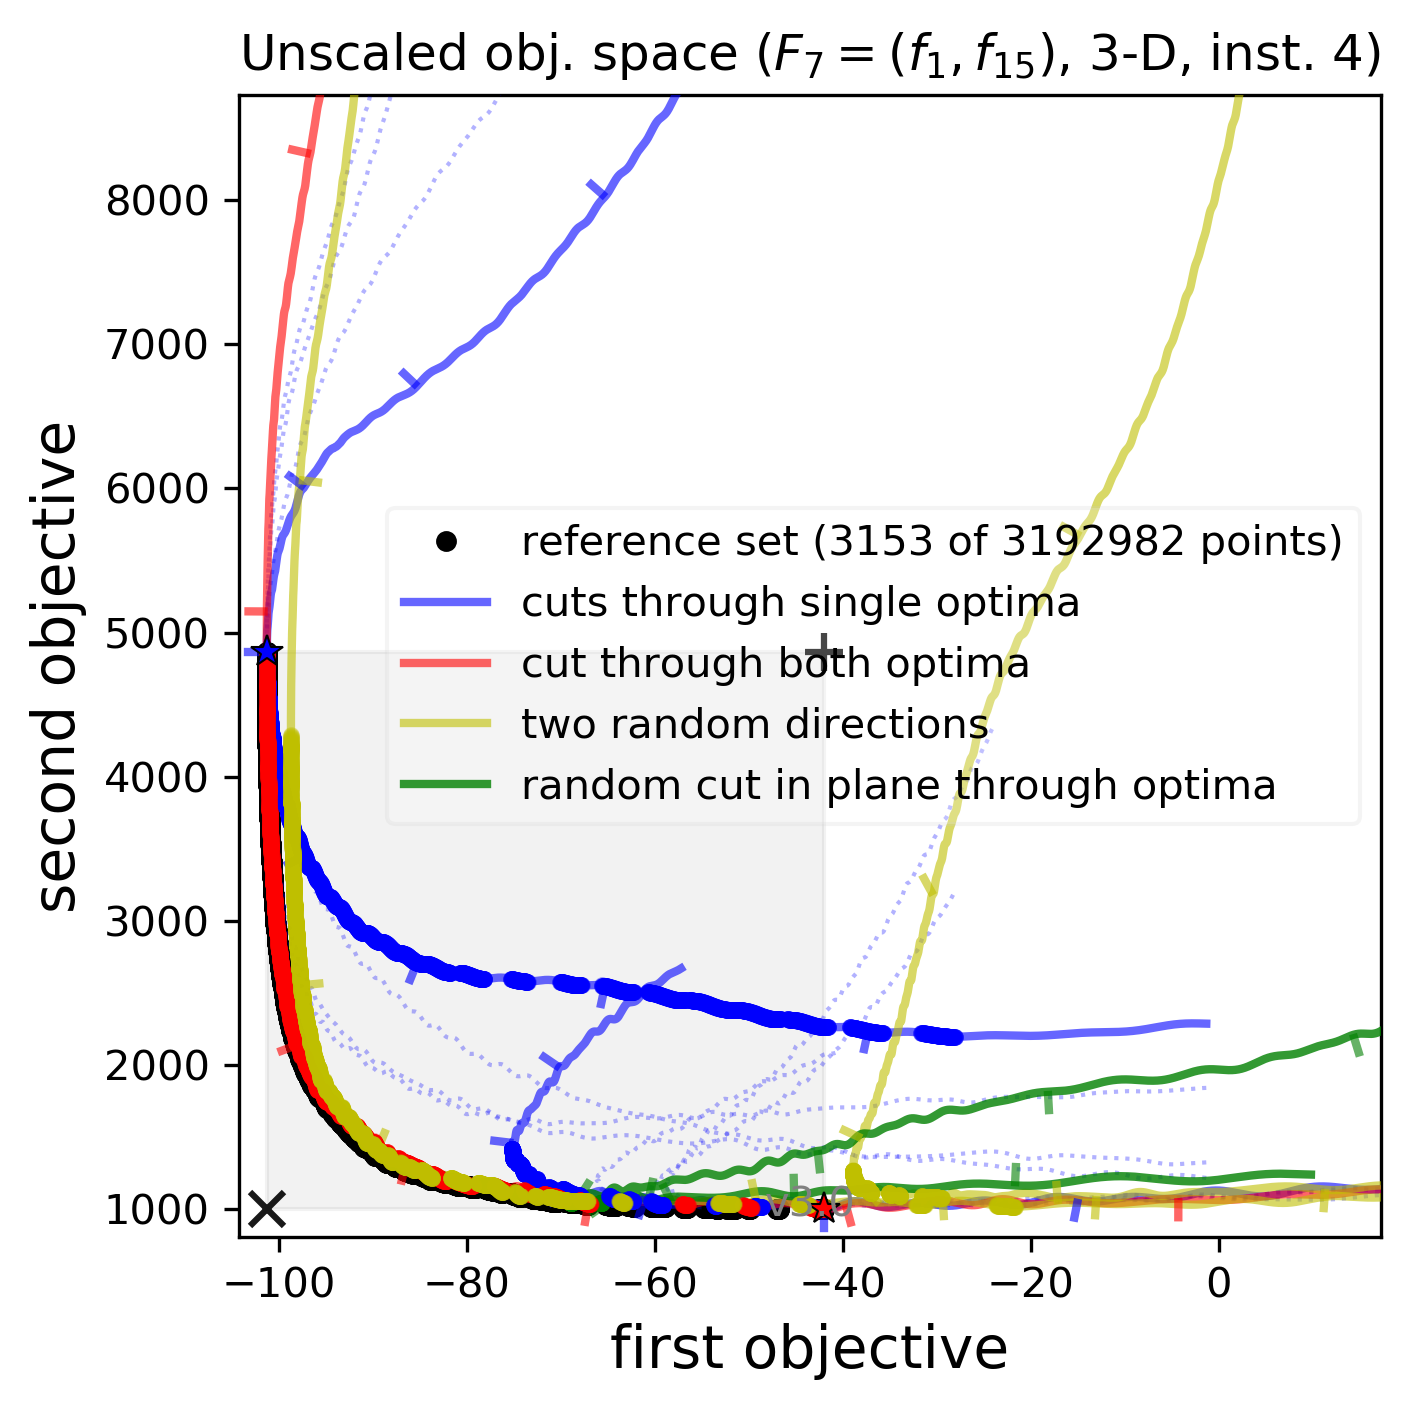 Unscaled obj. space (F₇ = (f₁, f₁₅), 3-D, inst. 4)
8000
7000
6000
5000
4000
3000
2000
1000
second objective
reference set (3153 of 3192982 points)
cuts through single optima
cut through both optima
two random directions
random cut in plane through optima
−100
−80
−60
−40
−20
0
first objective